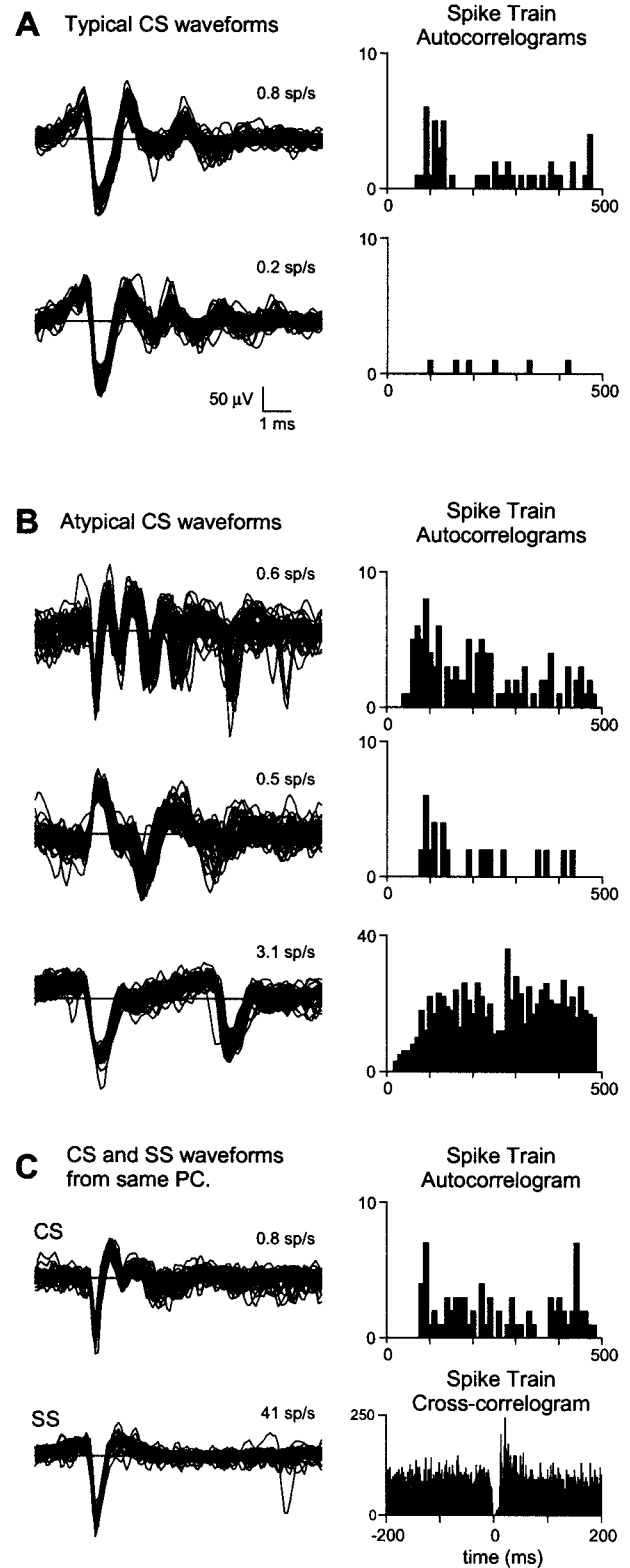 A Typical CS waveforms
Spike Train
Autocorrelograms
0.8 sp/s
10
0
0
500
0.2 sp/s
10
0
0
500
50 µV
1 ms
B Atypical CS waveforms
Spike Train
Autocorrelograms
0.6 sp/s
10
0
0
500
0.5 sp/s
10
0
0
500
3.1 sp/s
40
0
0
500
C CS and SS waveforms
from same PC.
Spike Train
Autocorrelogram
CS
0.8 sp/s
10
0
0
500
Spike Train
Cross-correlogram
SS
41 sp/s
250
0
-200
0
200
time (ms)